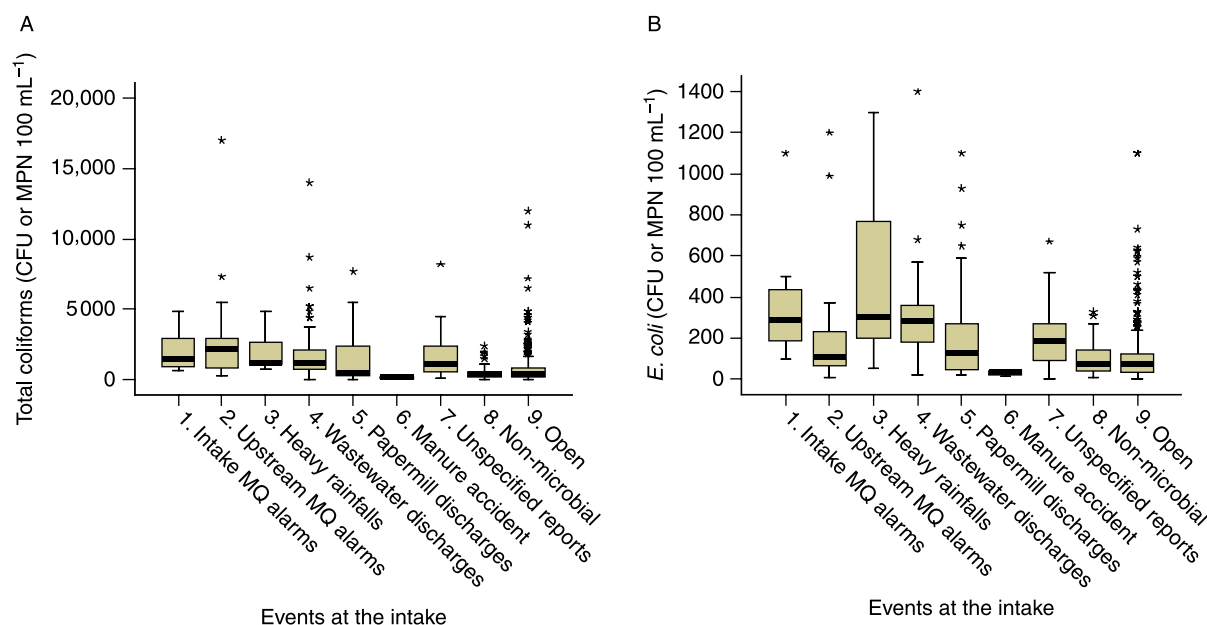 A
Total coliforms (CFU or MPN 100 mL⁻¹)
20,000
15,000
10.000
5000
0
1. Intake MQ alarms
2. Upstream MQ alarms
3. Heavy rainfalls
4. Wastewater discharges
5. Papermill discharges
6. Manure accident
7. Unspecified reports
8. Non-microbial
9. Open
Events at the intake
B
E. coli (CFU or MPN 100 mL⁻¹)
1400
1200
1000
800
600
400
200
0
1. Intake MQ alarms
2. Upstream MQ alarms
3. Heavy rainfalls
4. Wastewater discharges
5. Papermill discharges
6. Manure accident
7. Unspecified reports
8. Non-microbial
9. Open
Events at the intake